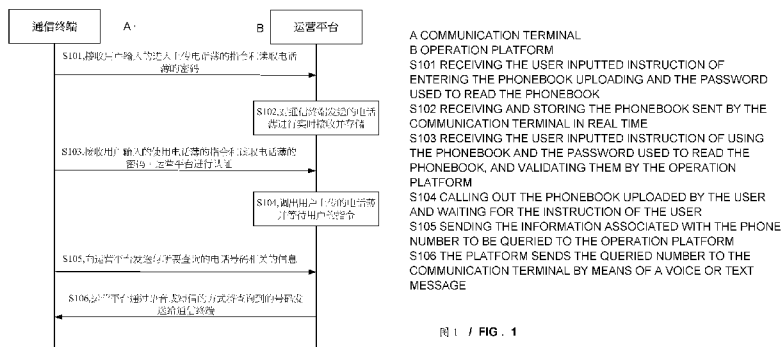 通信终端
A
B
运营平台
S101,接收用户输入的进入上传电话薄的指令和读取电话
薄的密码
S102,对通信终端发送的电话
薄进行实时接收并存储
S103,接收用户输入的使用电话薄的指令和读取电话薄的
密码,运营平台进行认证
S104,调出用户上传的电话薄
并等待用户的指令
S105,向运营平台发送与所要查询的电话号码相关的信息
S106,运营平台通过语音或短信的方式将查询到的号码发
送给通信终端
A COMMUNICATION TERMINAL
B OPERATION PLATFORM
S101 RECEIVING THE USER INPUTTED INSTRUCTION OF
ENTERING THE PHONEBOOK UPLOADING AND THE PASSWORD
USED TO READ THE PHONEBOOK
S102 RECEIVING AND STORING THE PHONEBOOK SENT BY THE
COMMUNICATION TERMINAL IN REAL TIME
S103 RECEIVING THE USER INPUTTED INSTRUCTION OF USING
THE PHONEBOOK AND THE PASSWORD USED TO READ THE
PHONEBOOK, AND VALIDATING THEM BY THE OPERATION
PLATFORM
S104 CALLING OUT THE PHONEBOOK UPLOADED BY THE USER
AND WAITING FOR THE INSTRUCTION OF THE USER
S105 SENDING THE INFORMATION ASSOCIATED WITH THE PHONE
NUMBER TO BE QUERIED TO THE OPERATION PLATFORM
S106 THE PLATFORM SENDS THE QUERIED NUMBER TO THE
COMMUNICATION TERMINAL BY MEANS OF A VOICE OR TEXT
MESSAGE
图 1 / FIG. 1